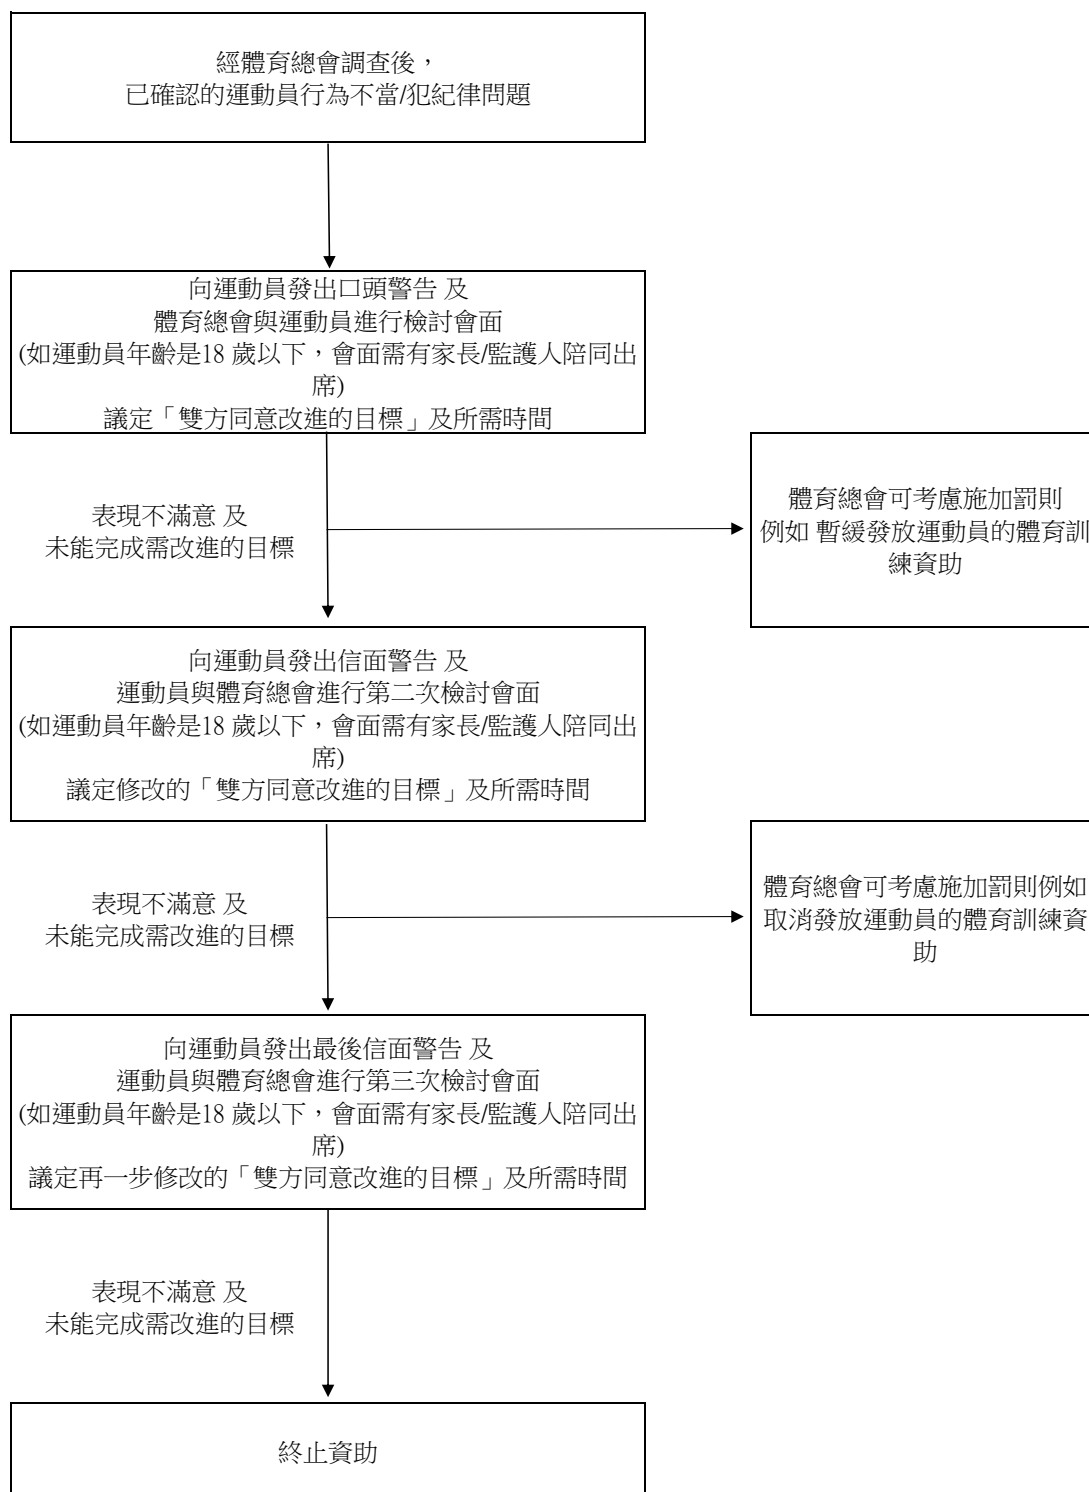 經體育總會調查後，
已確認的運動員行為不當/犯紀律問題
向運動員發出口頭警告 及
體育總會與運動員進行檢討會面
(如運動員年齡是18 歲以下，會面需有家長/監護人陪同出
席)
議定「雙方同意改進的目標」及所需時間
表現不滿意 及
未能完成需改進的目標
體育總會可考慮施加罰則
例如 暫緩發放運動員的體育訓
練資助
向運動員發出信面警告 及
運動員與體育總會進行第二次檢討會面
(如運動員年齡是18 歲以下，會面需有家長/監護人陪同出
席)
議定修改的「雙方同意改進的目標」及所需時間
表現不滿意 及
未能完成需改進的目標
體育總會可考慮施加罰則例如
取消發放運動員的體育訓練資
助
向運動員發出最後信面警告 及
運動員與體育總會進行第三次檢討會面
(如運動員年齡是18 歲以下，會面需有家長/監護人陪同出
席)
議定再一步修改的「雙方同意改進的目標」及所需時間
表現不滿意 及
未能完成需改進的目標
終止資助